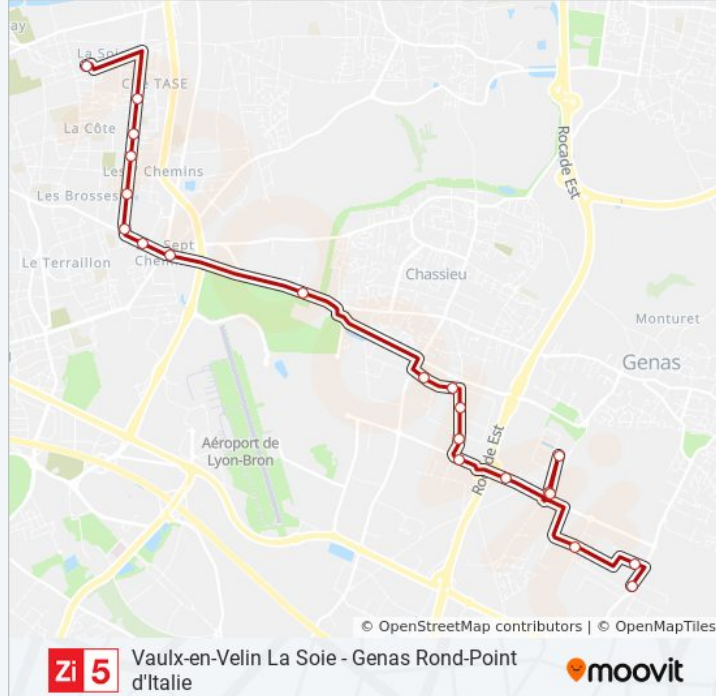 ay
La Soie
Cité TASE
La Côte
Les Chemins
Les Brosses
Le Terraillon
Sept
Chemins
Rocade Est
Chassieu
Monturet
Genas
Aéroport de
Lyon-Bron
Rocade Est
© OpenStreetMap contributors | © OpenMapTiles
Zi 5
Vaulx-en-Velin La Soie - Genas Rond-Point
d'Italie
moovit